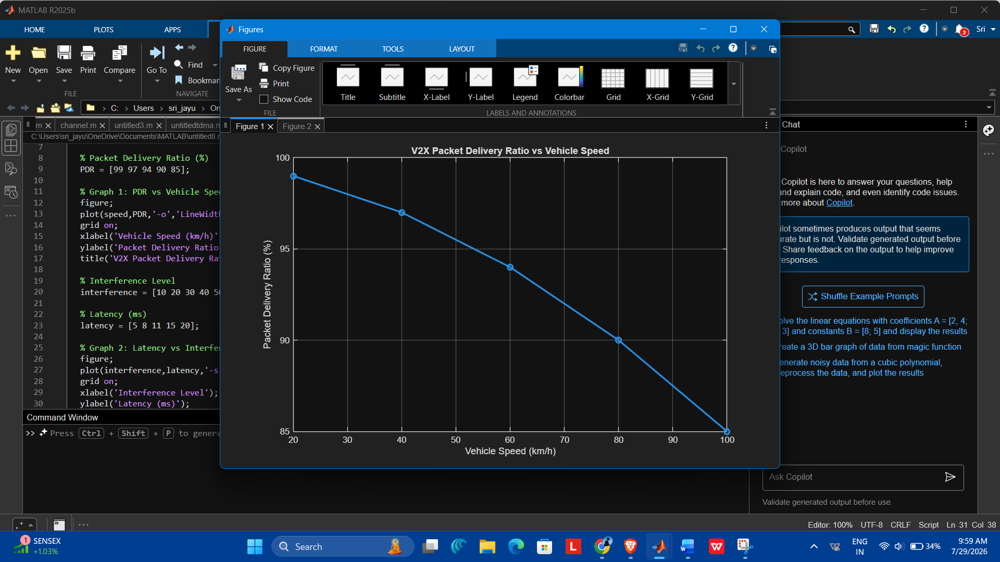 MATLAB R2025b
HOME
PLOTS
APPS
2
Sri
New
Open
Save
Print
Compare
Go To
Find
Bookmar
FILE
NAVIGATE
C: > Users > sri_jayu > On
Figures
FIGURE
FORMAT
TOOLS
LAYOUT
Save As
Copy Figure
Print
Show Code
FILE
Title
Subtitle
X-Label
Y-Label
Legend
Colorbar
Grid
X-Grid
Y-Grid
LABELS AND ANNOTATIONS
m
channel.m
untitled3.m
untitledtdma.m
C:\Users\sri_jayu\OneDrive\Documents\MATLAB\untitled8.m
7
8 % Packet Delivery Ratio (%)
9 PDR = [99 97 94 90 85];
10
11 % Graph 1: PDR vs Vehicle Spe
12 figure;
13 plot(speed,PDR,'-o','LineWidth
14 grid on;
15 xlabel('Vehicle Speed (km/h)'
16 ylabel('Packet Delivery Ratio
17 title('V2X Packet Delivery Ra
18
19 % Interference Level
20 interference = [10 20 30 40 50
21
22 % Latency (ms)
23 latency = [5 8 11 15 20];
24
25 % Graph 2: Latency vs Interfe
26 figure;
27 plot(interference,latency,'-s
28 grid on;
29 xlabel('Interference Level');
30 ylabel('Latency (ms)');
Command Window
>> Press Ctrl + Shift + P to genera
Figure 1
Figure 2
V2X Packet Delivery Ratio vs Vehicle Speed
100
95
90
85
Packet Delivery Ratio (%)
20 30 40 50 60 70 80 90 100
Vehicle Speed (km/h)
Chat
Copilot
Copilot is here to answer your questions, help
and explain code, and even identify code issues.
more about Copilot.
ilot sometimes produces output that seems
urate but is not. Validate generated output before
Share feedback on the output to help improve
responses.
Shuffle Example Prompts
olve the linear equations with coefficients A = [2, 4;
3] and constants B = [8; 5] and display the results
reate a 3D bar graph of data from magic function
enerate noisy data from a cubic polynomial,
eprocess the data, and plot the results
Ask Copilot
Validate generated output before use.
Editor: 100% UTF-8 CRLF Script Ln 31 Col 38
1
SENSEX
+1.03%
Search
L
W
ENG
IN
34%
9:59 AM
7/29/2026